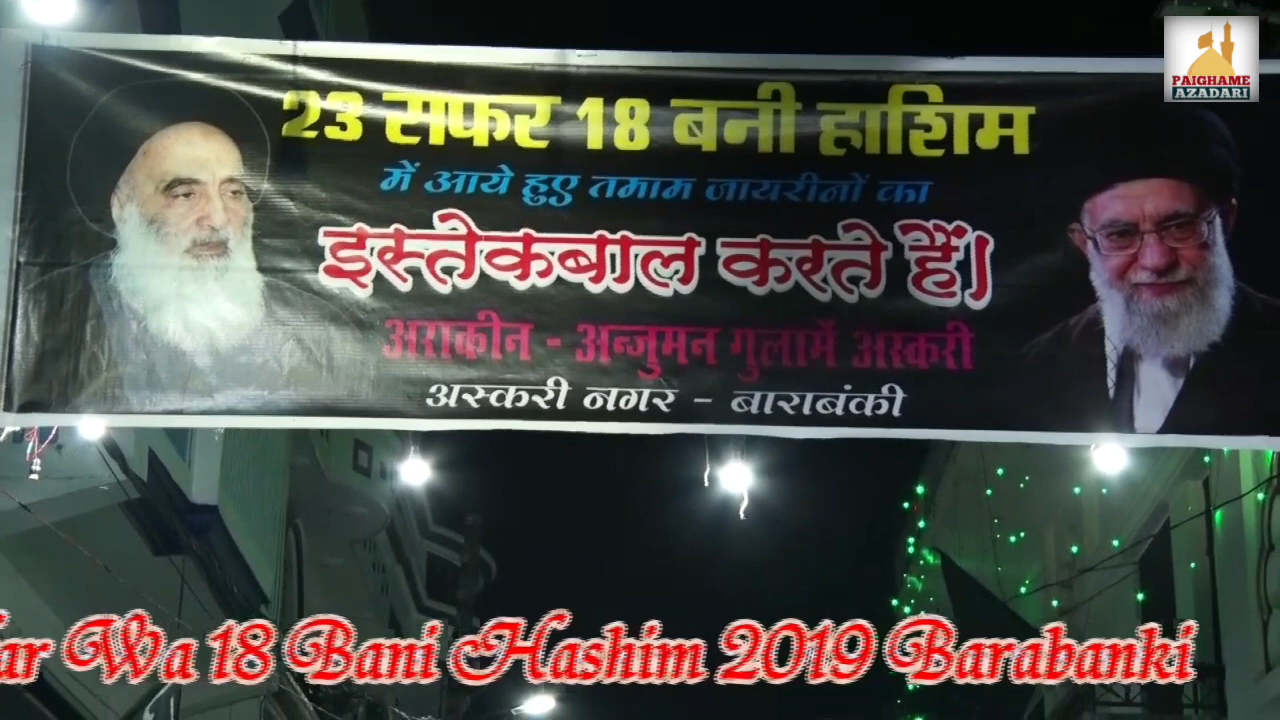 PAIGHAME
AZADARI
23 सफर 18 बनी हाशिम
में आये हुए तमाम जायरीनों का
इस्तेकबाल करते हैं।
अराकीन - अन्जुमन गुलामें अस्करी
अस्करी नगर - बाराबंकी
ar Wa 18 Bani Hashim 2019 Barabanki